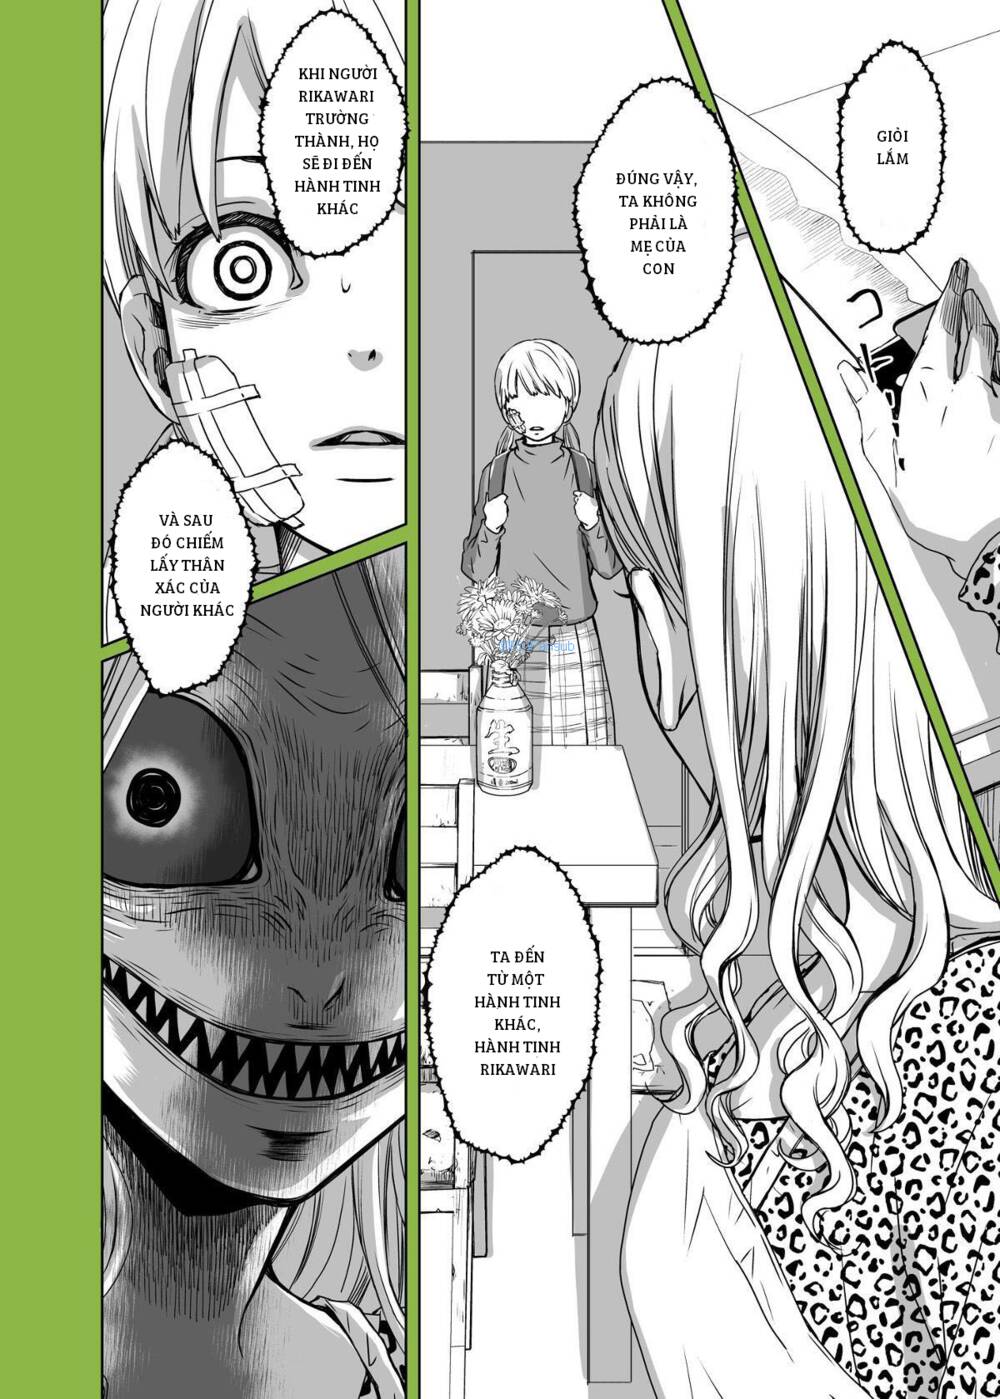 GIỎI
LẮM
ĐÚNG VẬY,
TA KHÔNG
PHẢI LÀ
MẸ CỦA
CON
TA ĐẾN
TỪ MỘT
HÀNH TINH
KHÁC,
HÀNH TINH
RIKAWARI
KHI NGƯỜI
RIKAWARI
TRƯỜNG
THÀNH, HỌ
SẼ ĐI ĐẾN
HÀNH TINH
KHÁC
VÀ SAU
ĐÓ CHIẾM
LẤY THÂN
XÁC CỦA
NGƯỜI KHÁC
生